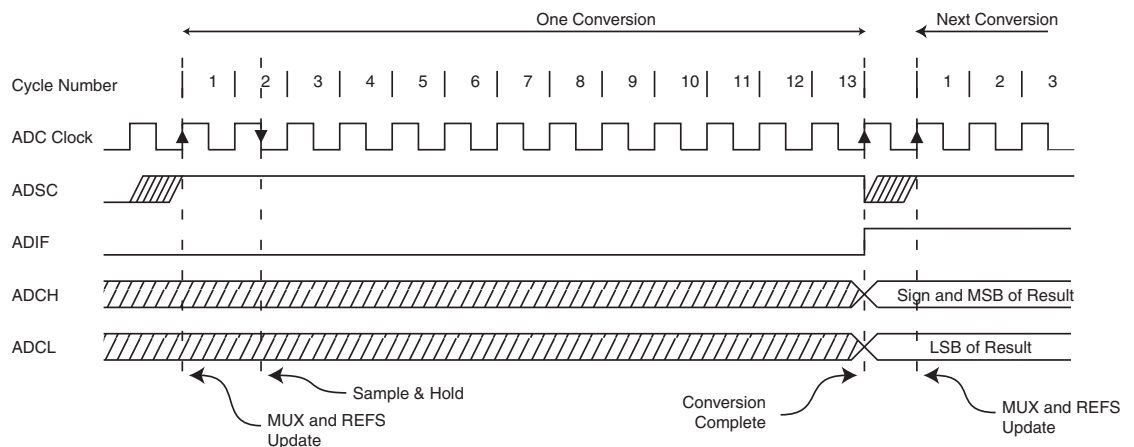 One Conversion
Next Conversion
Cycle Number
1 2 3 4 5 6 7 8 9 10 11 12 13 1 2 3
ADC Clock
ADSC
ADIF
ADCH
Sign and MSB of Result
ADCL
LSB of Result
Sample & Hold
MUX and REFS
Update
Conversion
Complete
MUX and REFS
Update